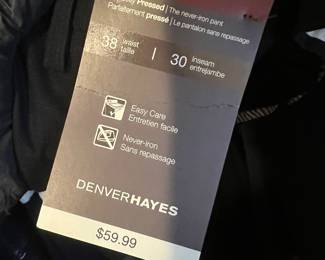 Pressed | The never-iron pant
Parfaitement pressé | Le pantalon sans repassage
38 waist taille | 30 Inseam entrejambe
Easy Care
Entretien facile
Never-iron
Sans repassage
DENVERHAYES
$59.99